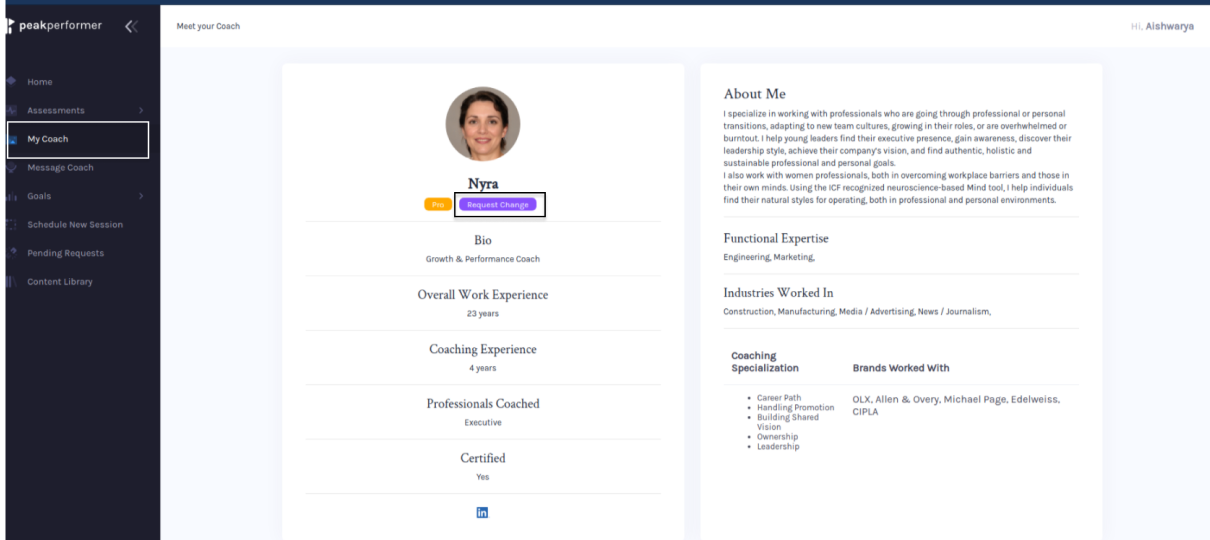 peakperformer
Meet your Coach
Hi, Aishwarya
Home
Assessments
My Coach
Message Coach
Goals
Schedule New Session
Pending Requests
Content Library
Nyra
Pro
Request Change
Bio
Growth & Performance Coach
Overall Work Experience
23 years
Coaching Experience
4 years
Professionals Coached
Executive
Certified
Yes
in
About Me
I specialize in working with professionals who are going through professional or personal
transitions, adapting to new team cultures, growing in their roles, or are overhwhelmed or
burntout. I help young leaders find their executive presence, gain awareness, discover their
leadership style, achieve their company's vision, and find authentic, holistic and
sustainable professional and personal goals.
I also work with women professionals, both in overcoming workplace barriers and those in
their own minds. Using the ICF recognized neuroscience-based Mind tool, I help individuals
find their natural styles for operating, both in professional and personal environments.
Functional Expertise
Engineering, Marketing,
Industries Worked In
Construction, Manufacturing, Media / Advertising, News / Journalism,
Coaching
Specialization
Brands Worked With
• Career Path
• Handling Promotion
• Building Shared
Vision
• Ownership
• Leadership
OLX, Allen & Overy, Michael Page, Edelweiss,
CIPLA